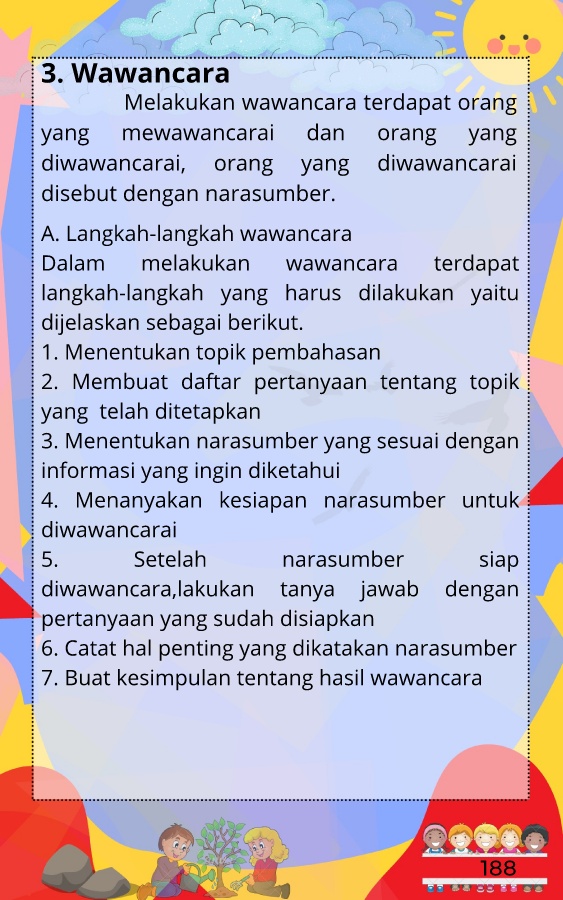 3. Wawancara
Melakukan wawancara terdapat orang
yang mewawancarai dan orang yang
diwawancarai, orang yang diwawancarai
disebut dengan narasumber.
A. Langkah-langkah wawancara
Dalam melakukan wawancara terdapat
langkah-langkah yang harus dilakukan yaitu
dijelaskan sebagai berikut.
1. Menentukan topik pembahasan
2. Membuat daftar pertanyaan tentang topik
yang telah ditetapkan
3. Menentukan narasumber yang sesuai dengan
informasi yang ingin diketahui
4. Menanyakan kesiapan narasumber untuk
diwawancarai
5. Setelah narasumber siap
diwawancara,lakukan tanya jawab dengan
pertanyaan yang sudah disiapkan
6. Catat hal penting yang dikatakan narasumber
7. Buat kesimpulan tentang hasil wawancara
188